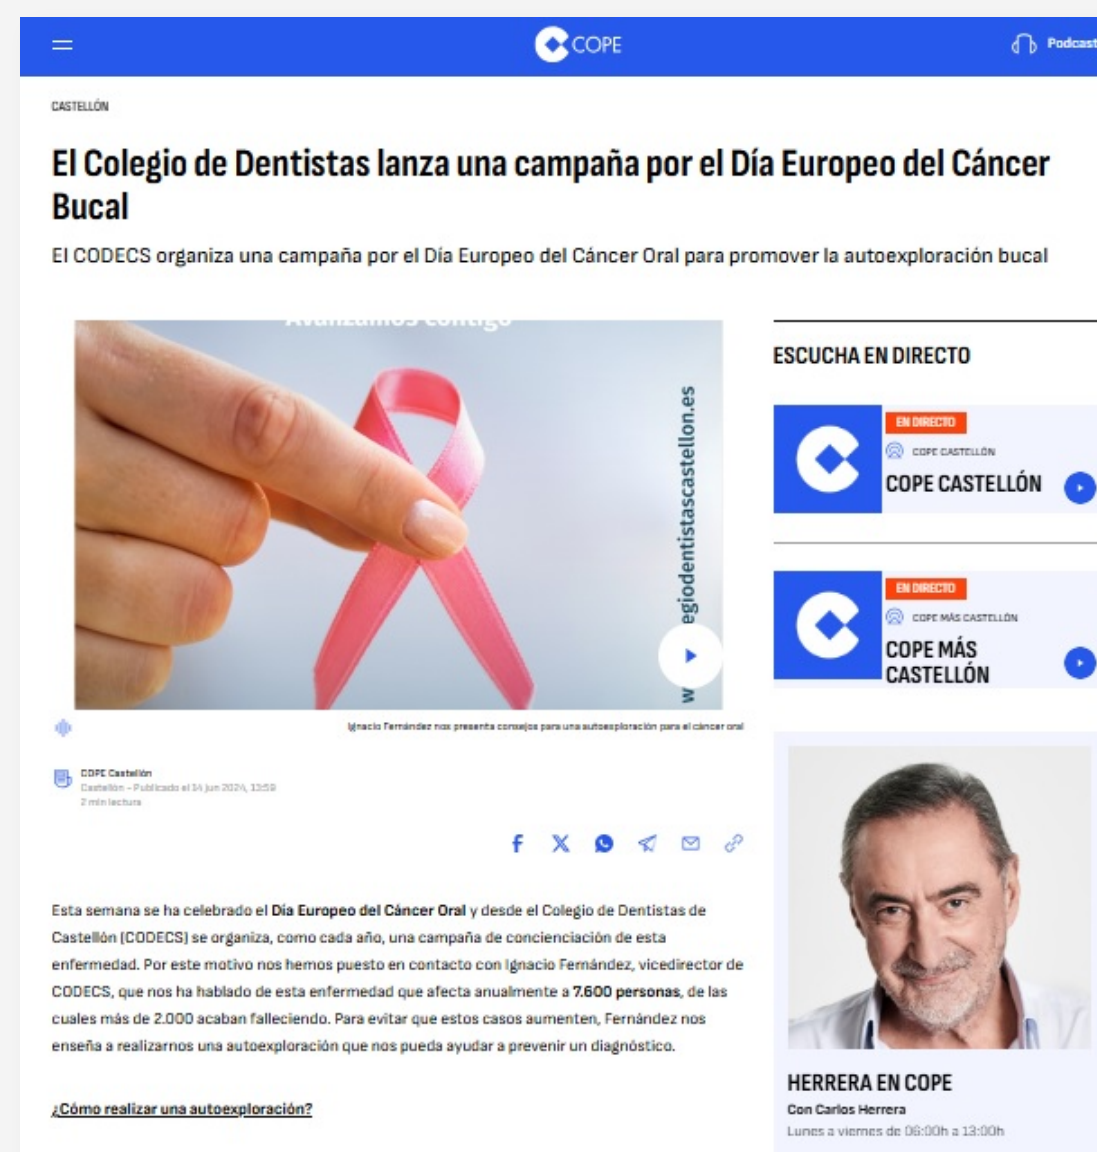 COPE
Podcast
CASTELLÓN
El Colegio de Dentistas lanza una campaña por el Día Europeo del Cáncer
Bucal
El CODECS organiza una campaña por el Día Europeo del Cáncer Oral para promover la autoexploración bucal
Avanzamos contigo
w
egiodentistascastellon.es
Ignacio Fernández nox presenta consejos para una autoexploración para el cáncer oral
COPE Castellón
Castellón - Publicado el 14 jun 2024, 13:59
2 min lectura
Esta semana se ha celebrado el Día Europeo del Cáncer Oral y desde el Colegio de Dentistas de
Castellón (CODECS) se organiza, como cada año, una campaña de concienciación de esta
enfermedad. Por este motivo nos hemos puesto en contacto con Ignacio Fernández, vicedirector de
CODECS, que nos ha hablado de esta enfermedad que afecta anualmente a 7.600 personas, de las
cuales más de 2.000 acaban falleciendo. Para evitar que estos casos aumenten, Fernández nos
enseña a realizarnos una autoexploración que nos pueda ayudar a prevenir un diagnóstico.
¿Cómo realizar una autoexploración?
ESCUCHA EN DIRECTO
EN DIRECTO
COPE CASTELLÓN
COPE CASTELLÓN
EN DIRECTO
COPE MÁS CASTELLÓN
COPE MÁS
CASTELLÓN
HERRERA EN COPE
Con Carlos Herrera
Lunes a viernes de 06:00h a 13:00h